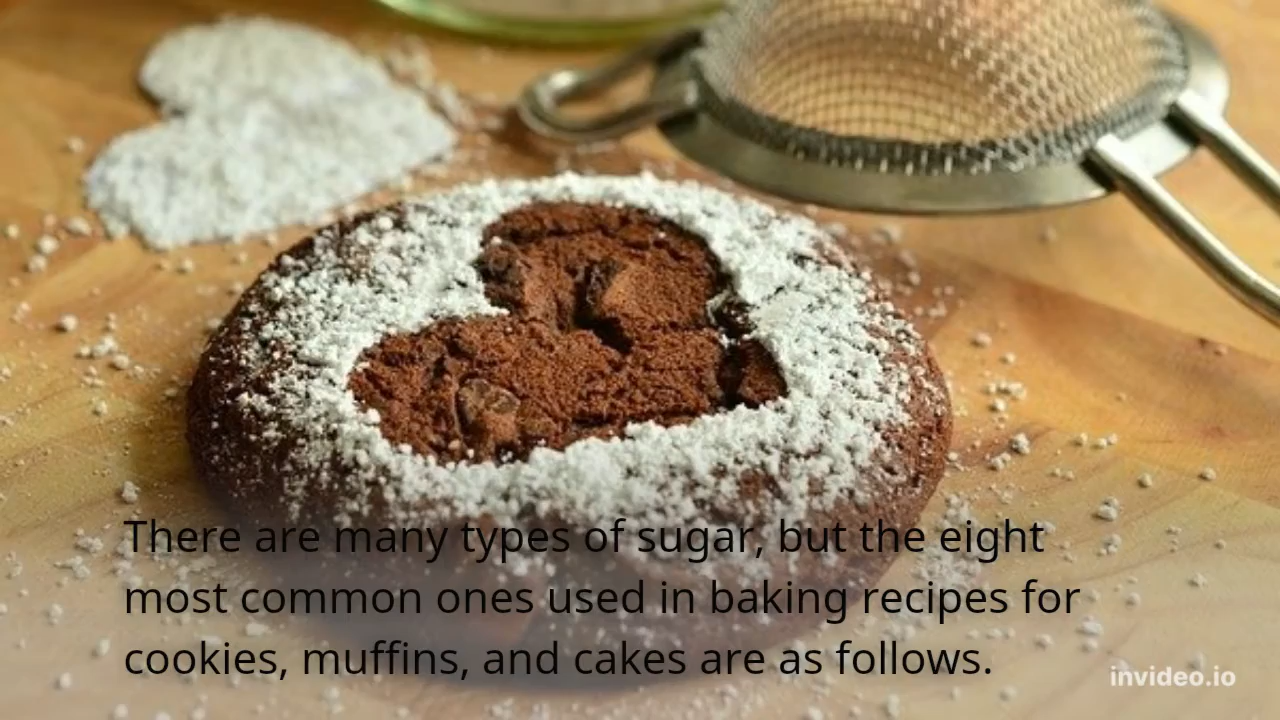 There are many types of sugar, but the eight
most common ones used in baking recipes for
cookies, muffins, and cakes are as follows.
invideo.io